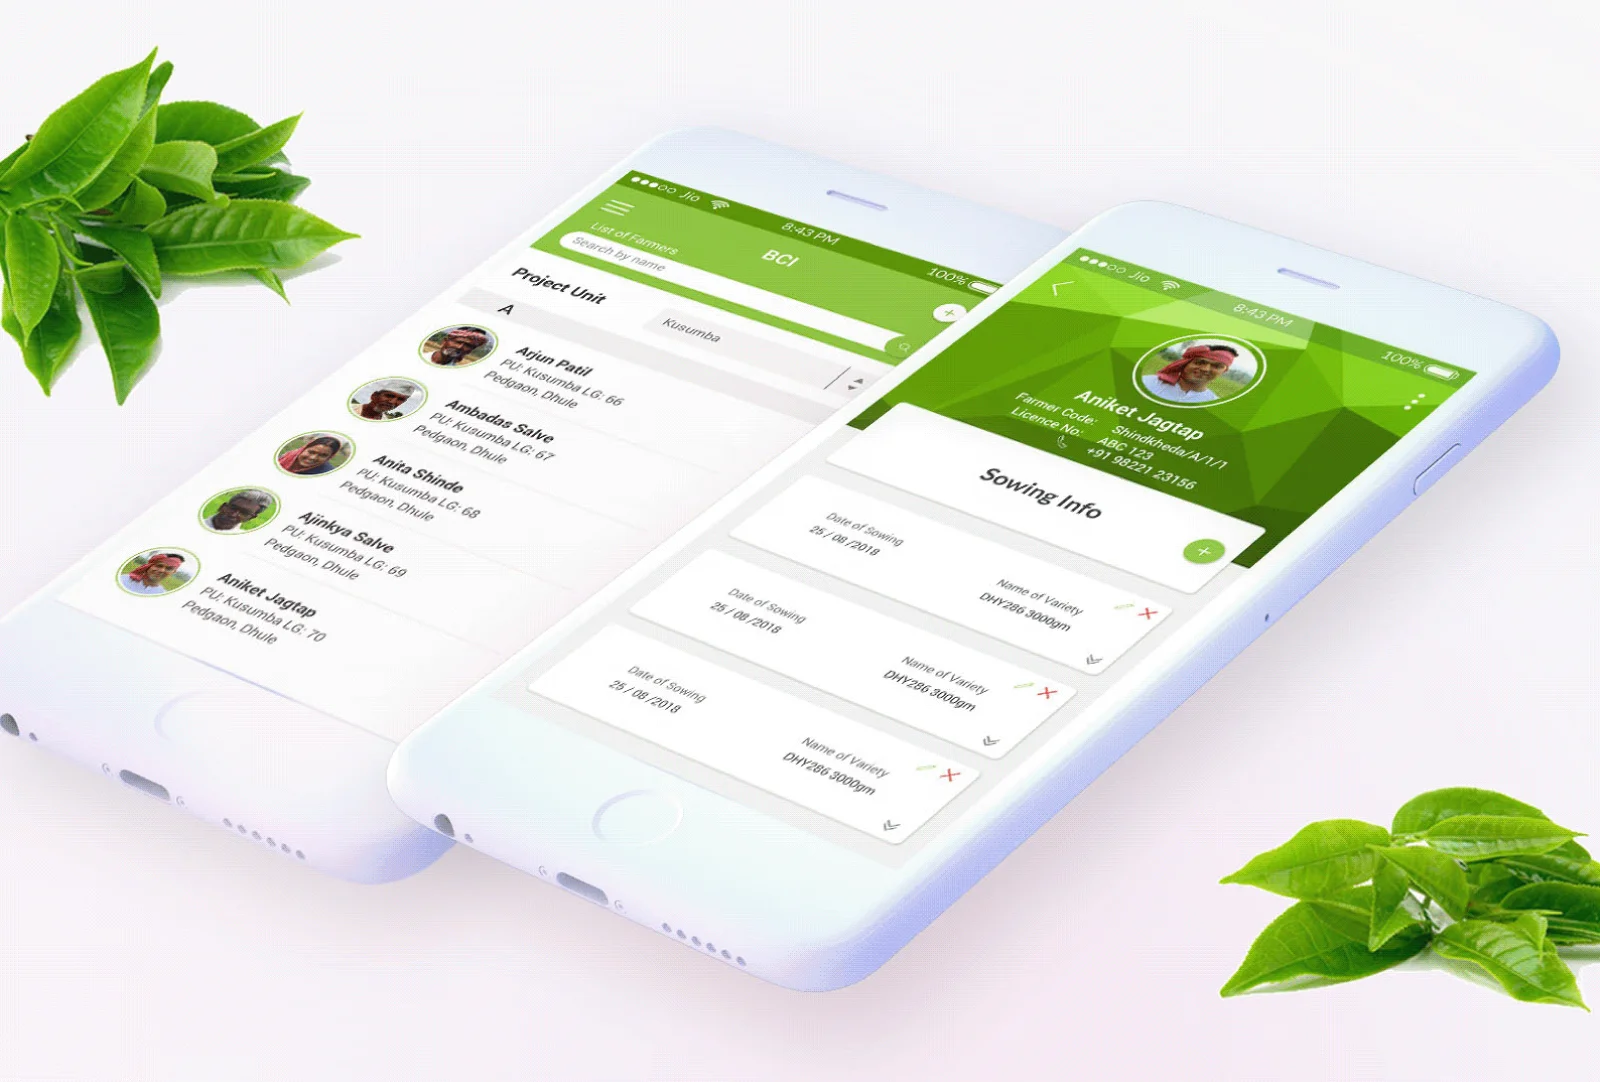 Jio
8:43 PM
100%
List of Farmers
BCI
Search by name
Project Unit
Kusumba
A
Arjun Patil
PU: Kusumba LG: 66
Pedgaon, Dhule
Ambadas Salve
PU: Kusumba LG: 67
Pedgaon, Dhule
Anita Shinde
PU: Kusumba LG: 68
Pedgaon, Dhule
Ajinkya Salve
PU: Kusumba LG: 69
Pedgaon, Dhule
Aniket Jagtap
PU: Kusumba LG: 70
Pedgaon, Dhule
Jio
8:43 PM
100%
Aniket Jagtap
Farmer Code: Shindkheda/A/1/1
Licence No: ABC 123
+91 98221 23156
Sowing Info
Date of Sowing
25 / 08 /2018
Name of Variety
DHY286 3000gm
Date of Sowing
25 / 08 /2018
Name of Variety
DHY286 3000gm
Date of Sowing
25 / 08 /2018
Name of Variety
DHY286 3000gm